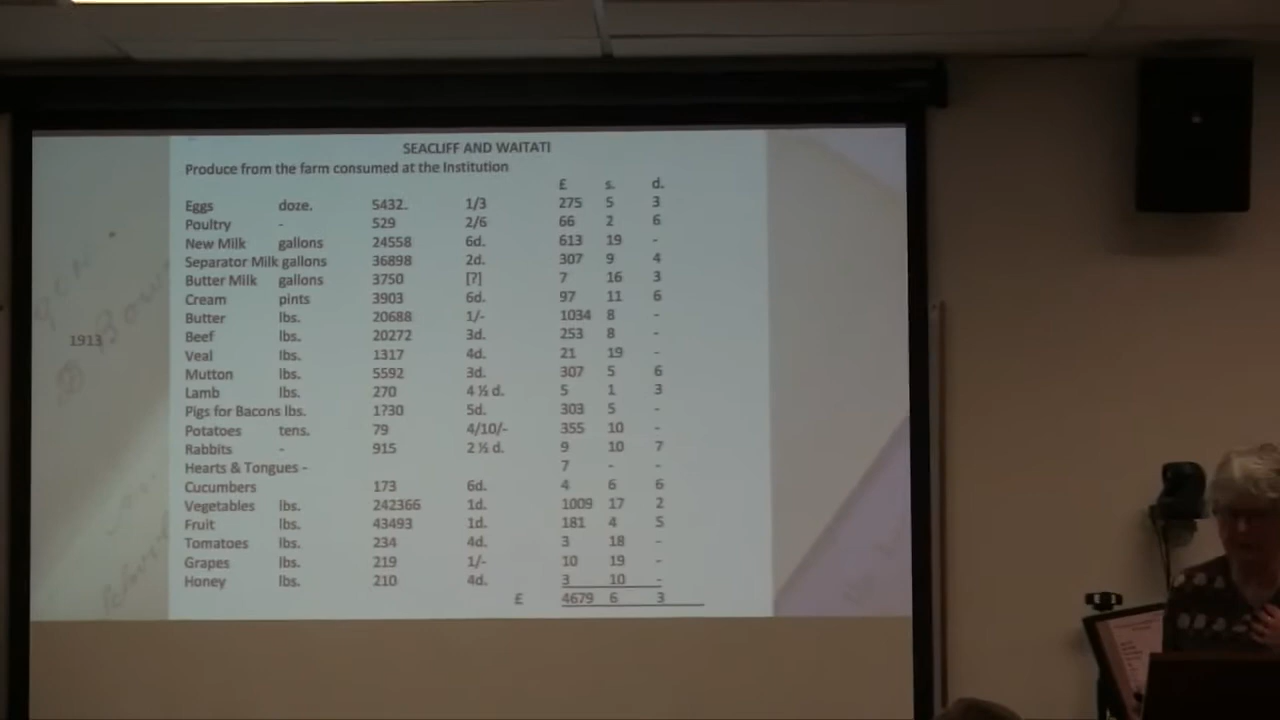 SEACLIFF AND WAITATI
Produce from the farm consumed at the Institution
£ s. d.
Eggs doze. 5432. 1/3 275 5 3
Poultry - 529 2/6 66 2 6
New Milk gallons 24558 6d. 613 19 -
Separator Milk gallons 36898 2d. 307 9 4
Butter Milk gallons 3750 [?] 7 16 3
Cream pints 3903 6d. 97 11 6
Butter lbs. 20688 1/- 1034 8 -
Beef lbs. 20272 3d. 253 8 -
1913
Veal lbs. 1317 4d. 21 19 -
Mutton lbs. 5592 3d. 307 5 6
Lamb lbs. 270 4 ½ d. 5 1 3
Pigs for Bacons lbs. 1?30 5d. 303 5 -
Potatoes tens. 79 4/10/- 355 10 -
Rabbits - 915 2 ½ d. 9 10 7
Hearts & Tongues - 7 - -
Cucumbers 173 6d. 4 6 6
Vegetables lbs. 242366 1d. 1009 17 2
Fruit lbs. 43493 1d. 181 4 5
Tomatoes lbs. 234 4d. 3 18 -
Grapes lbs. 219 1/- 10 19 -
Honey lbs. 210 4d. 3 10 -
£ 4679 6 3